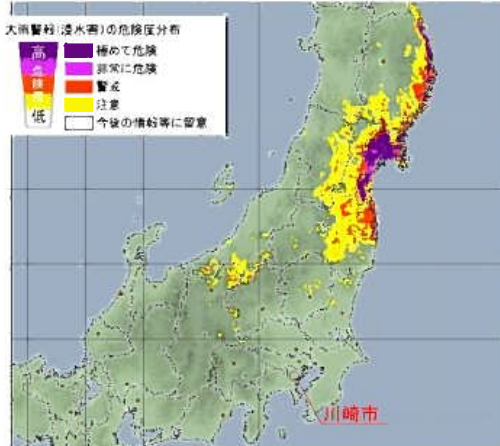 大雨警報(浸水害)の危険度分布
高
危険度
低
極めて危険
非常に危険
警戒
注意
今後の情報等に留意
川崎市